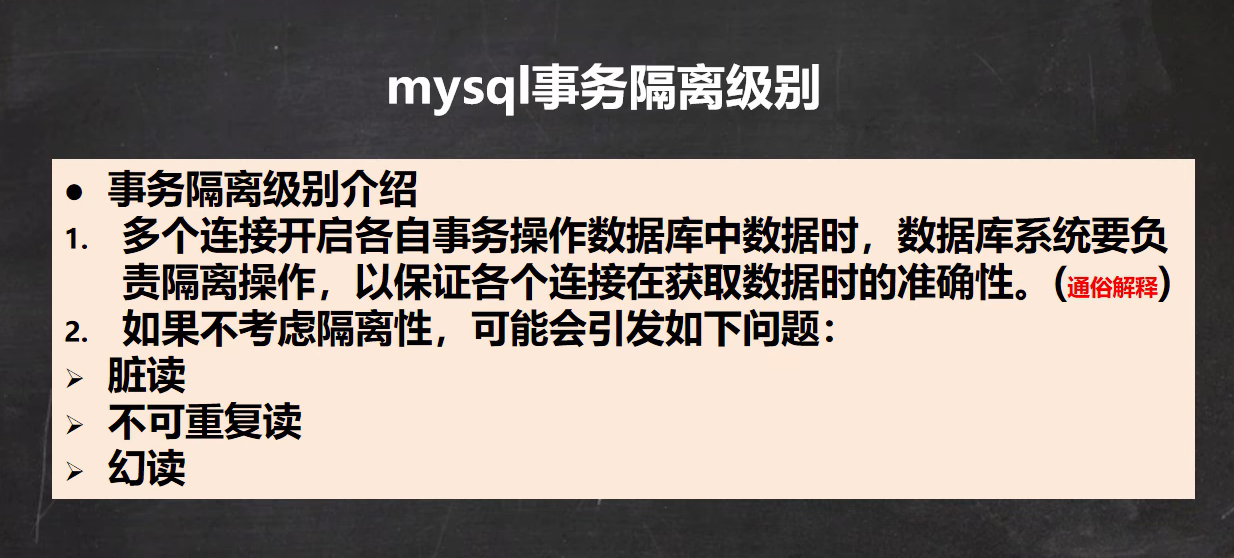 mysql事务隔离级别
● 事务隔离级别介绍
1. 多个连接开启各自事务操作数据库中数据时，数据库系统要负
责隔离操作，以保证各个连接在获取数据时的准确性。(通俗解释)
2. 如果不考虑隔离性，可能会引发如下问题：
➢ 脏读
➢ 不可重复读
➢ 幻读